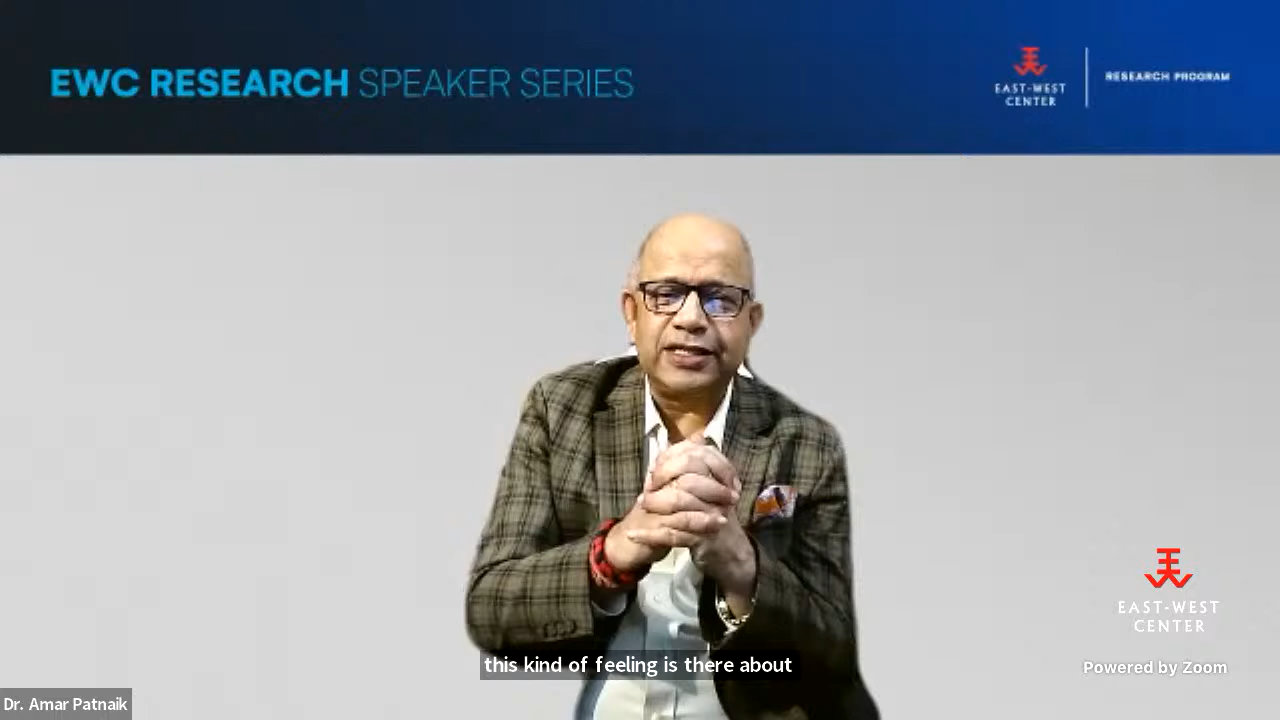 EWC RESEARCH SPEAKER SERIES
EAST-WEST
CENTER
RESEARCH PROGRAM
EAST-WEST
CENTER
this kind of feeling is there about
Powered by Zoom
Dr. Amar Patnaik